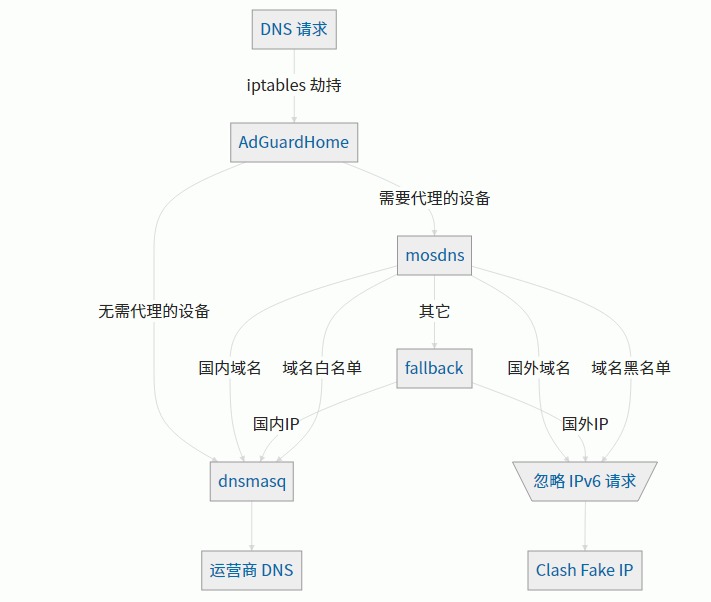 DNS 请求
iptables 劫持
AdGuardHome
需要代理的设备
mosdns
无需代理的设备
其它
国内域名
域名白名单
fallback
国外域名
域名黑名单
国内IP
国外IP
dnsmasq
忽略 IPv6 请求
运营商 DNS
Clash Fake IP